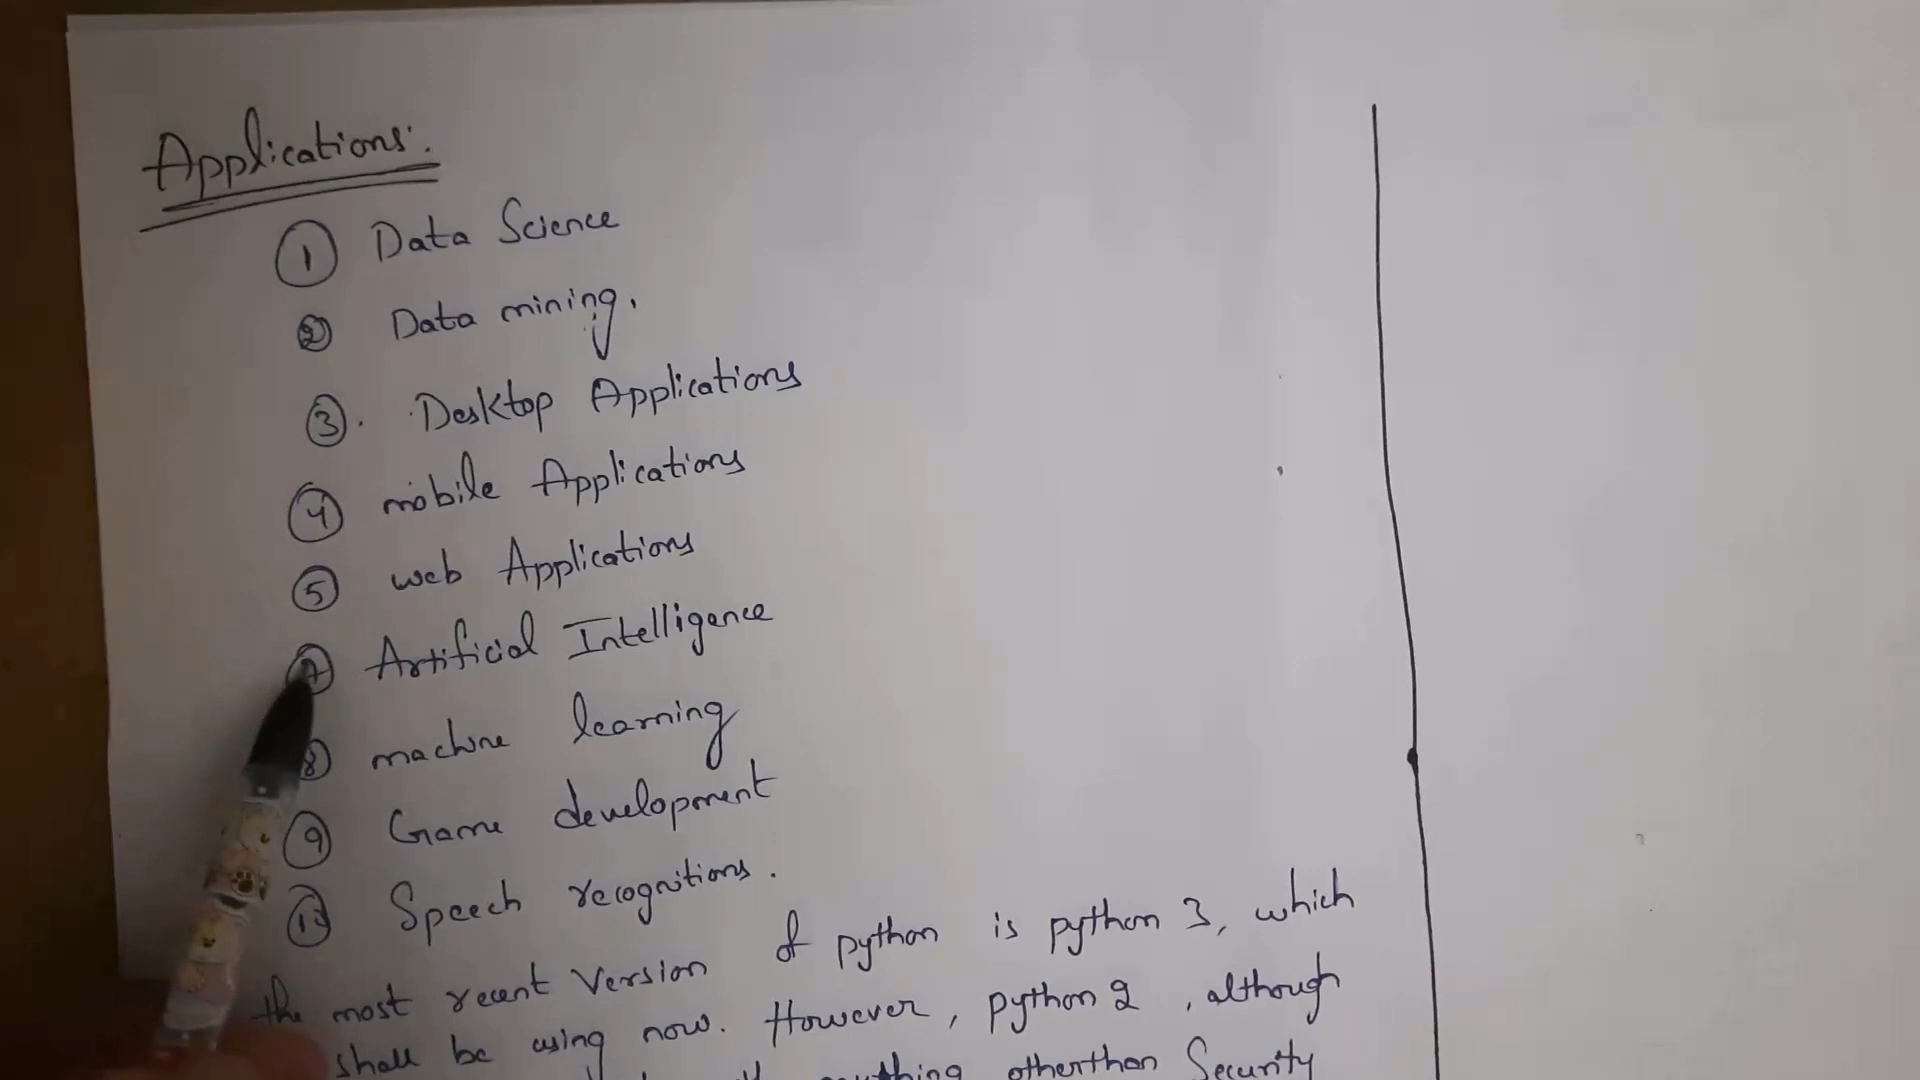 Applications:
① Data Science
② Data mining.
③. Desktop Applications
④ mobile Applications
⑤ web Applications
⑦ Artificial Intelligence
⑧ machine learning
⑨ Game development
⑩ Speech recognitions.
the most recent version of python is python 3, which
shall be using now. However, python 2, although
otherthan Security